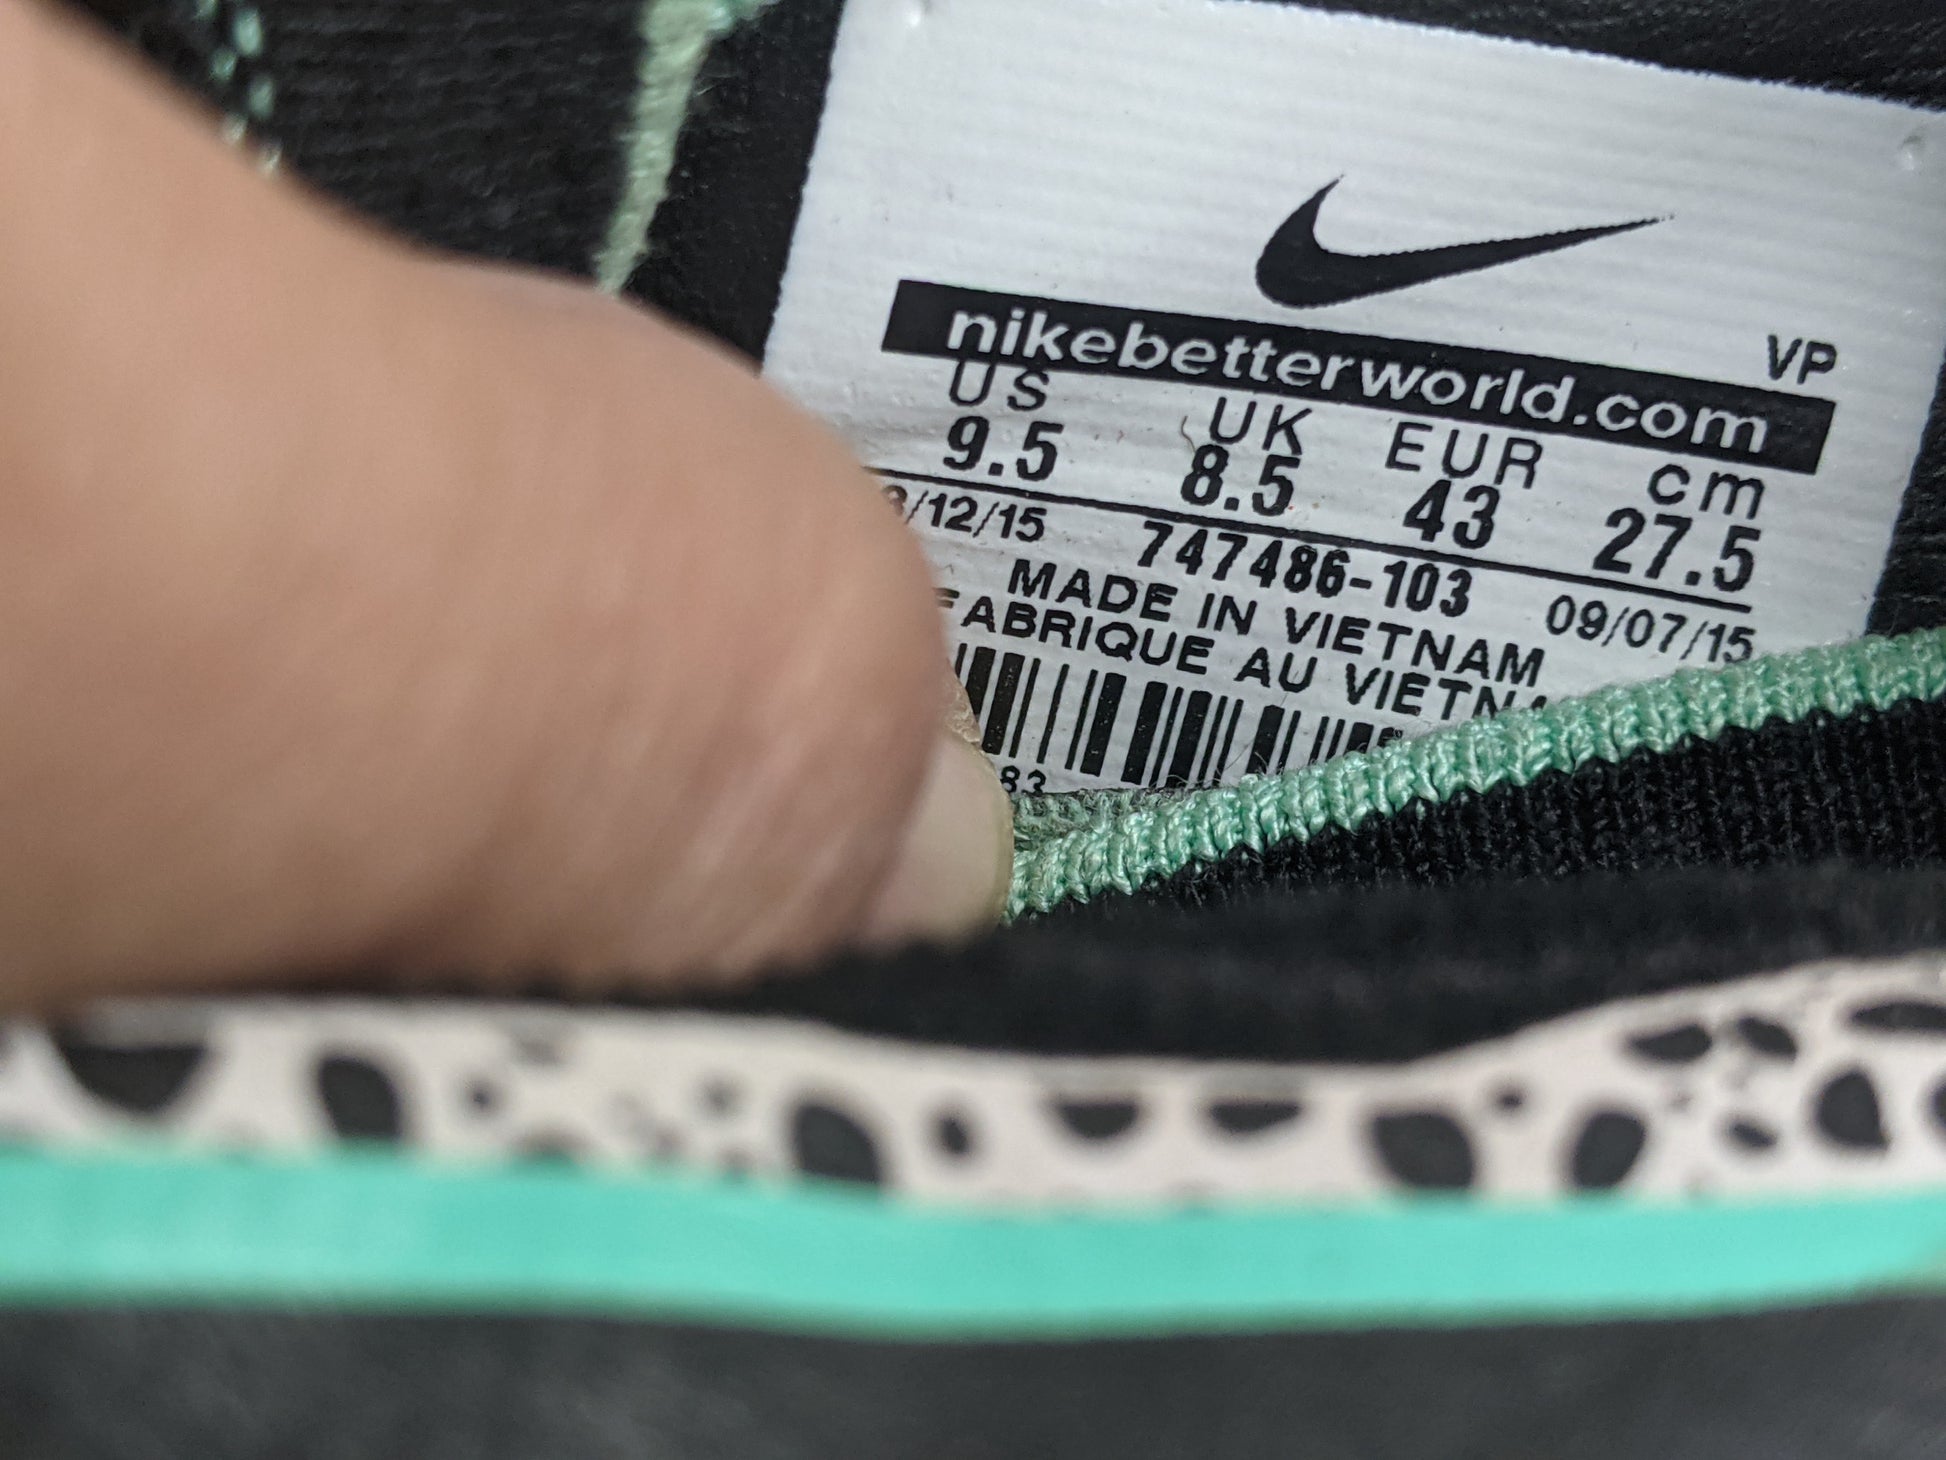 VP
nikebetterworld.com
US UK EUR cm
9.5 8.5 43 27.5
/12/15 747486-103 09/07/15
MADE IN VIETNAM
FABRIQUE AU VIETN
83